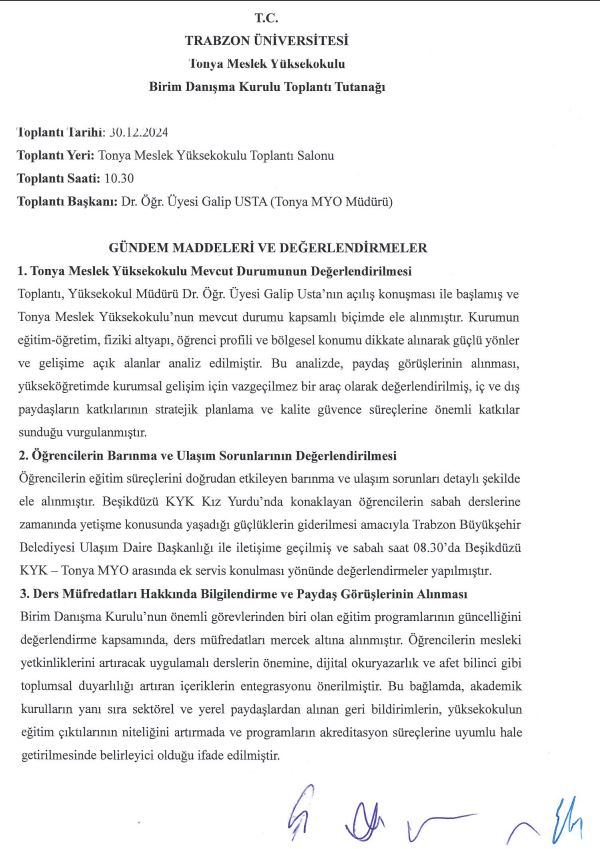 T.C.
TRABZON ÜNİVERSİTESİ
Tonya Meslek Yüksekokulu
Birim Danışma Kurulu Toplantı Tutanağı
Toplantı Tarihi: 30.12.2024
Toplantı Yeri: Tonya Meslek Yüksekokulu Toplantı Salonu
Toplantı Saati: 10.30
Toplantı Başkanı: Dr. Öğr. Üyesi Galip USTA (Tonya MYO Müdürü)
GÜNDEM MADDELERİ VE DEĞERLENDİRMELER
1. Tonya Meslek Yüksekokulu Mevcut Durumunun Değerlendirilmesi
Toplantı, Yüksekokul Müdürü Dr. Öğr. Üyesi Galip Usta’nın açılış konuşması ile başlamış ve
Tonya Meslek Yüksekokulu’nun mevcut durumu kapsamlı biçimde ele alınmıştır. Kurumun
eğitim-öğretim, fiziki altyapı, öğrenci profili ve bölgesel konumu dikkate alınarak güçlü yönler
ve gelişime açık alanlar analiz edilmiştir. Bu analizde, paydaş görüşlerinin alınması,
yükseköğretimde kurumsal gelişim için vazgeçilmez bir araç olarak değerlendirilmiş, iç ve dış
paydaşların katkılarının stratejik planlama ve kalite güvence süreçlerine önemli katkılar
sunduğu vurgulanmıştır.
2. Öğrencilerin Barınma ve Ulaşım Sorunlarının Değerlendirilmesi
Öğrencilerin eğitim süreçlerini doğrudan etkileyen barınma ve ulaşım sorunları detaylı şekilde
ele alınmıştır. Beşikdüzü KYK Kız Yurdu’nda konaklayan öğrencilerin sabah derslerine
zamanında yetişme konusunda yaşadığı güçlüklerin giderilmesi amacıyla Trabzon Büyükşehir
Belediyesi Ulaşım Daire Başkanlığı ile iletişime geçilmiş ve sabah saat 08.30’da Beşikdüzü
KYK – Tonya MYO arasında ek servis konulması yönünde değerlendirmeler yapılmıştır.
3. Ders Müfredatları Hakkında Bilgilendirme ve Paydaş Görüşlerinin Alınması
Birim Danışma Kurulu’nun önemli görevlerinden biri olan eğitim programlarının güncelliğini
değerlendirme kapsamında, ders müfredatları mercek altına alınmıştır. Öğrencilerin mesleki
yetkinliklerini artıracak uygulamalı derslerin önemine, dijital okuryazarlık ve afet bilinci gibi
toplumsal duyarlılığı artıran içeriklerin entegrasyonu önerilmiştir. Bu bağlamda, akademik
kurulların yanı sıra sektörel ve yerel paydaşlardan alınan geri bildirimlerin, yüksekokulun
eğitim çıktılarının niteliğini artırmada ve programların akreditasyon süreçlerine uyumlu hale
getirilmesinde belirleyici olduğu ifade edilmiştir.